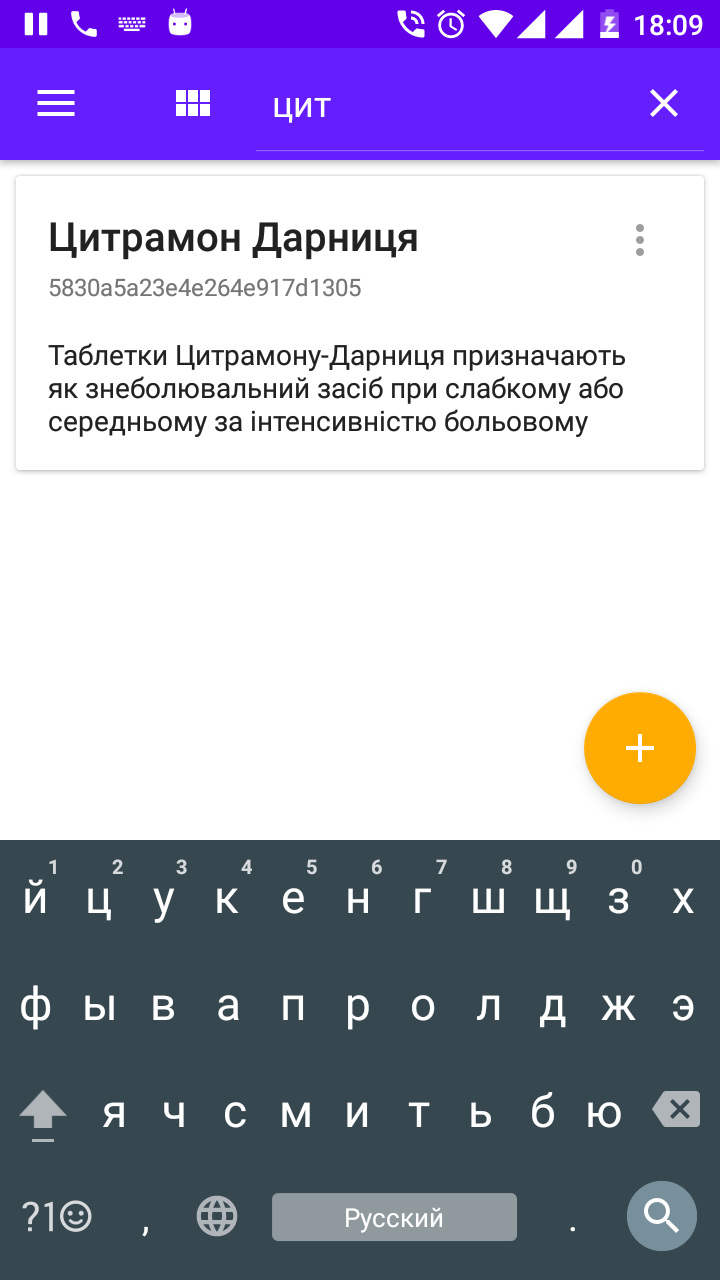 18:09
цит
Цитрамон Дарниця
5830a5a23e4e264e917d1305
Таблетки Цитрамону-Дарниця призначають
як знеболювальний засіб при слабкому або
середньому за інтенсивністю больовому
1 2 3 4 5 6 7 8 9 0
й ц у к е н г ш щ з х
ф ы в а п р о л д ж э
я ч с м и т ь б ю
?1 , Русский .